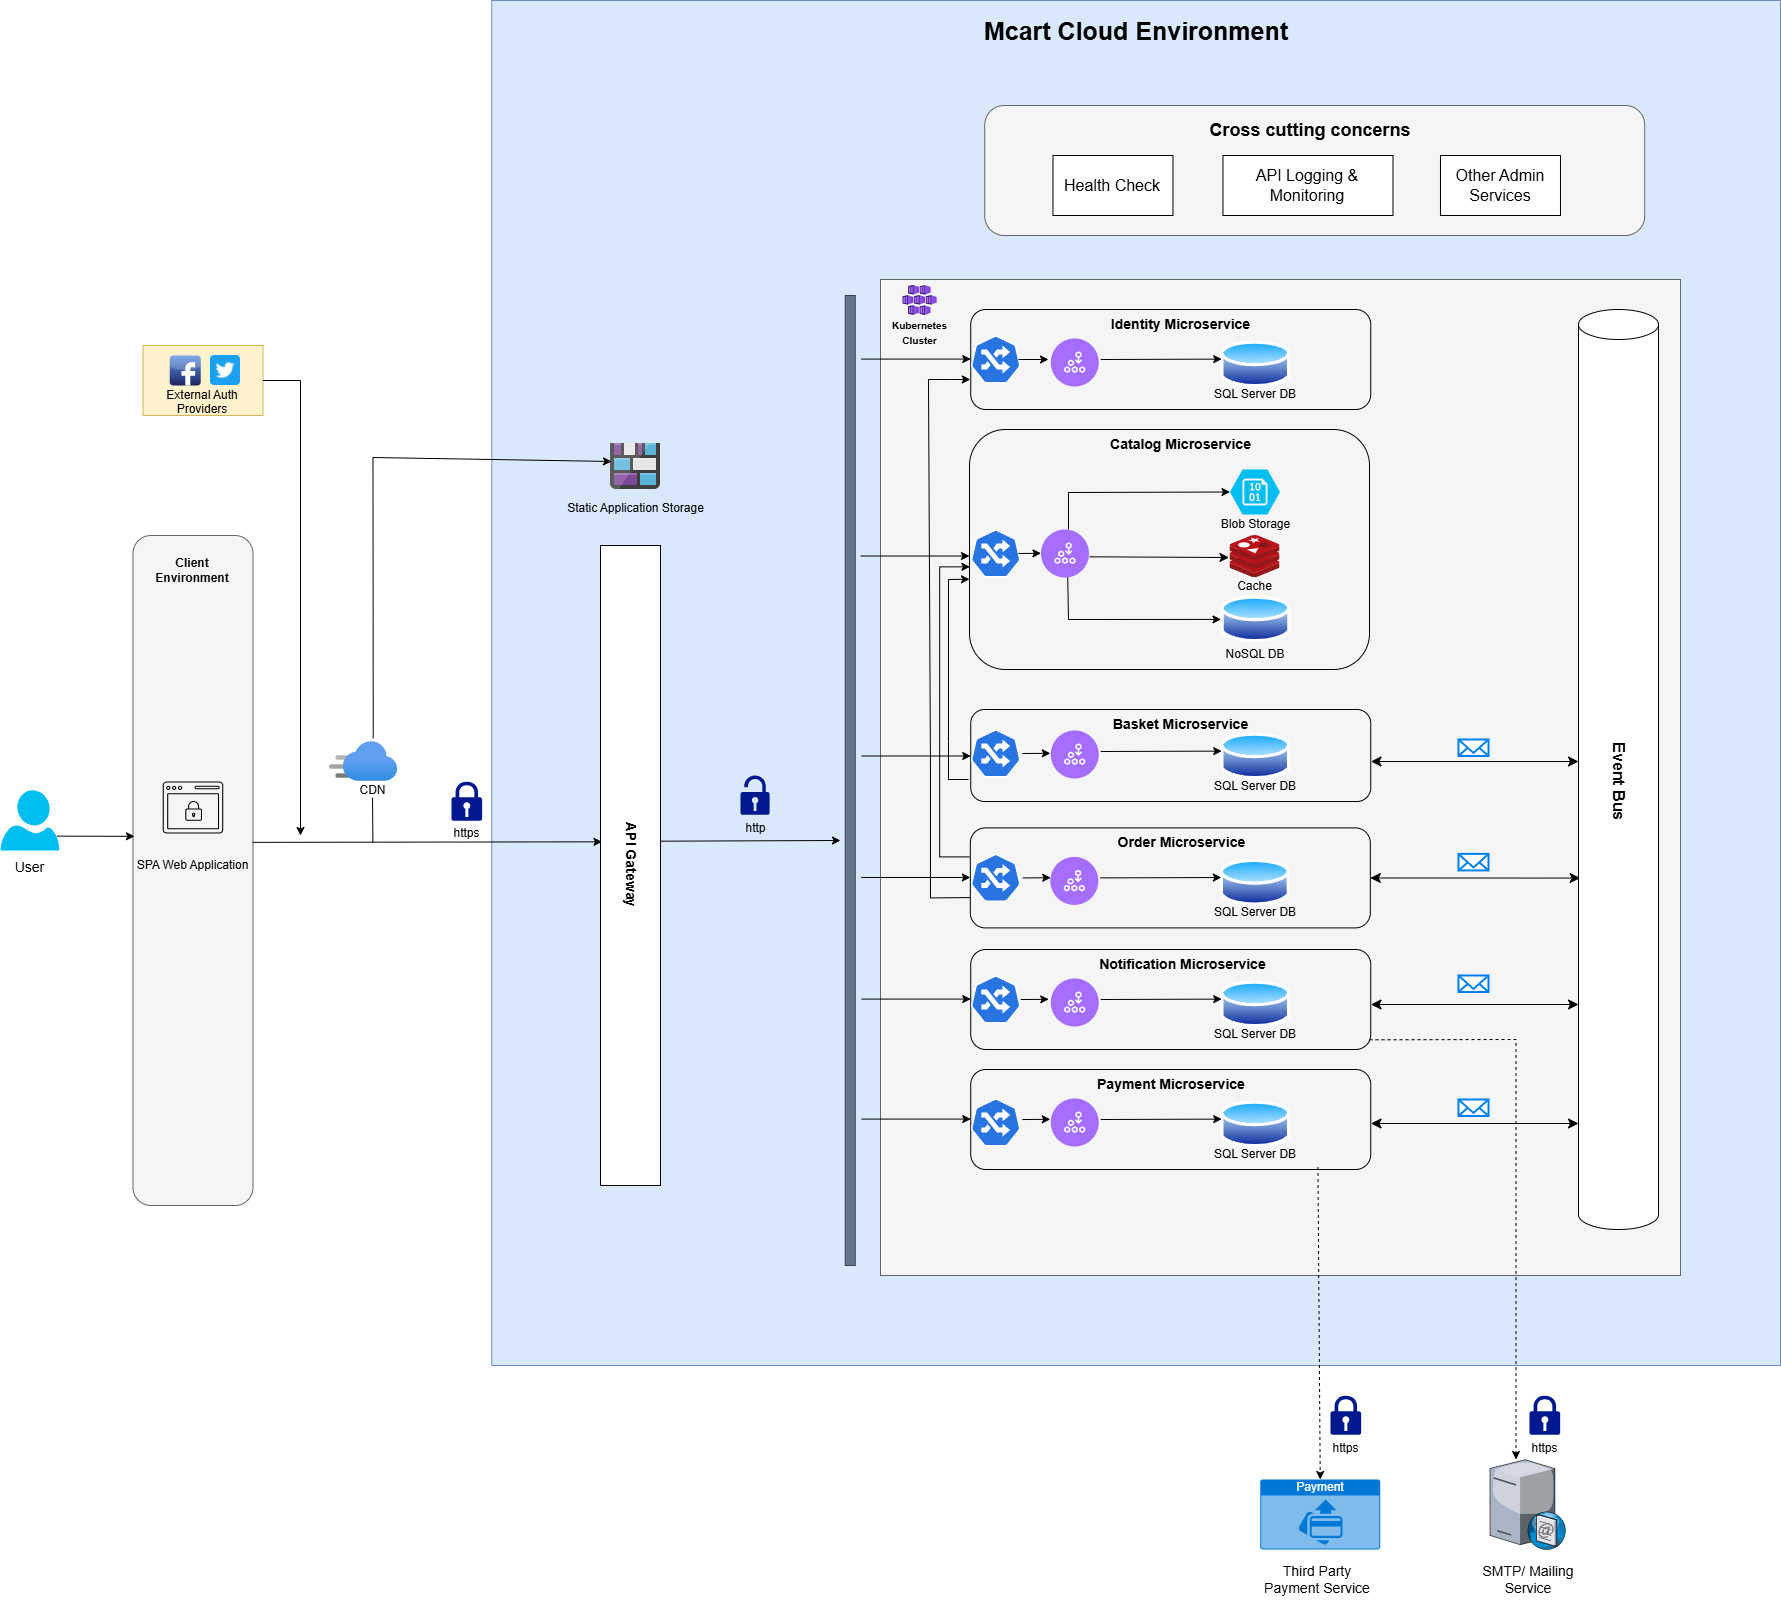 Mcart Cloud Environment
Cross cutting concerns
Health Check
API Logging &
Monitoring
Other Admin
Services
Kubernetes
Cluster
Identity Microservice
SQL Server DB
External Auth
Providers
Catalog Microservice
Blob Storage
Cache
NoSQL DB
Static Application Storage
Client
Environment
SPA Web Application
User
CDN
https
API Gateway
http
Basket Microservice
SQL Server DB
Event Bus
Order Microservice
SQL Server DB
Notification Microservice
SQL Server DB
Payment Microservice
SQL Server DB
https
https
Payment
Third Party
Payment Service
SMTP/ Mailing
Service
10
01